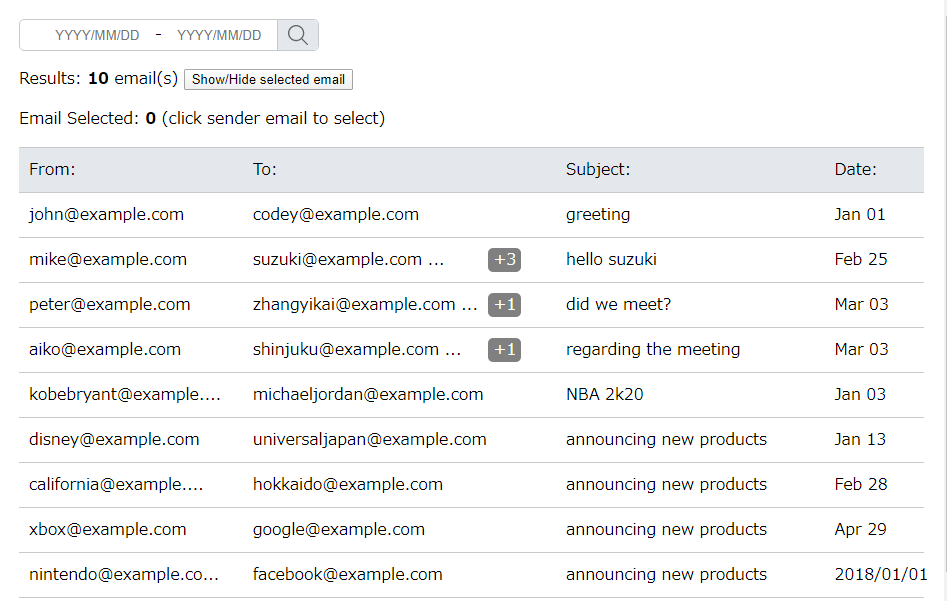 YYYY/MM/DD - YYYY/MM/DD
Results: 10 email(s) Show/Hide selected email
Email Selected: 0 (click sender email to select)
From: To: Subject: Date:
john@example.com codey@example.com greeting Jan 01
mike@example.com suzuki@example.com ... +3 hello suzuki Feb 25
peter@example.com zhangyikai@example.com ... +1 did we meet? Mar 03
aiko@example.com shinjuku@example.com ... +1 regarding the meeting Mar 03
kobebryant@example.... michaeljordan@example.com NBA 2k20 Jan 03
disney@example.com universaljapan@example.com announcing new products Jan 13
california@example.... hokkaido@example.com announcing new products Feb 28
xbox@example.com google@example.com announcing new products Apr 29
nintendo@example.co... facebook@example.com announcing new products 2018/01/01